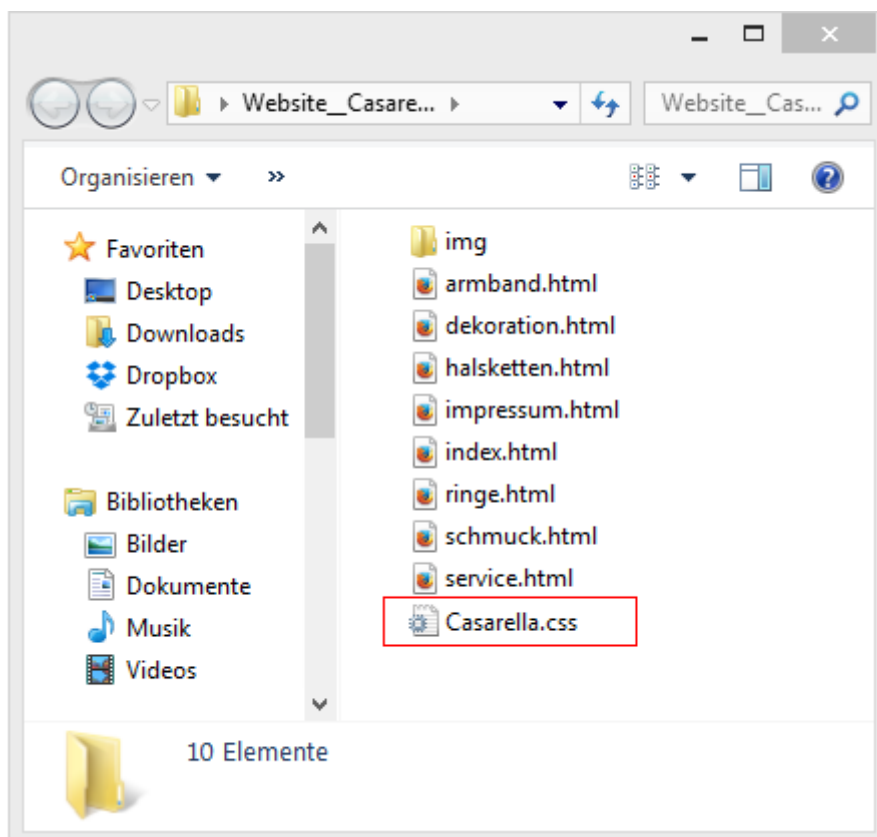 Website__Casare...
Website__Cas...
Organisieren
»
Favoriten
Desktop
Downloads
Dropbox
Zuletzt besucht
Bibliotheken
Bilder
Dokumente
Musik
Videos
img
armband.html
dekoration.html
halsketten.html
impressum.html
index.html
ringe.html
schmuck.html
service.html
Casarella.css
10 Elemente